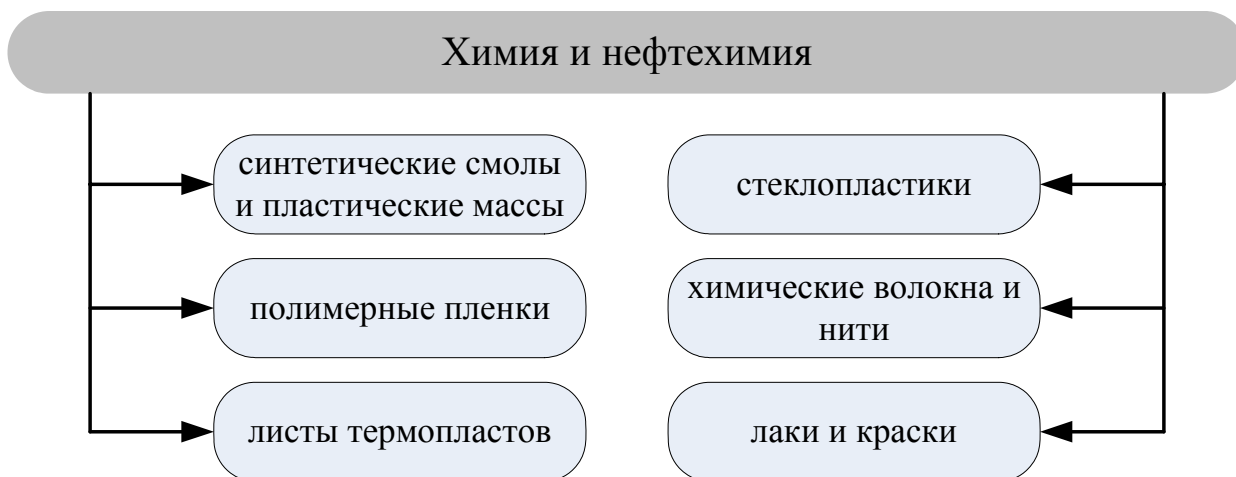 Химия и нефтехимия
синтетические смолы
и пластические массы
полимерные пленки
листы термопластов
стеклопластики
химические волокна и
нити
лаки и краски